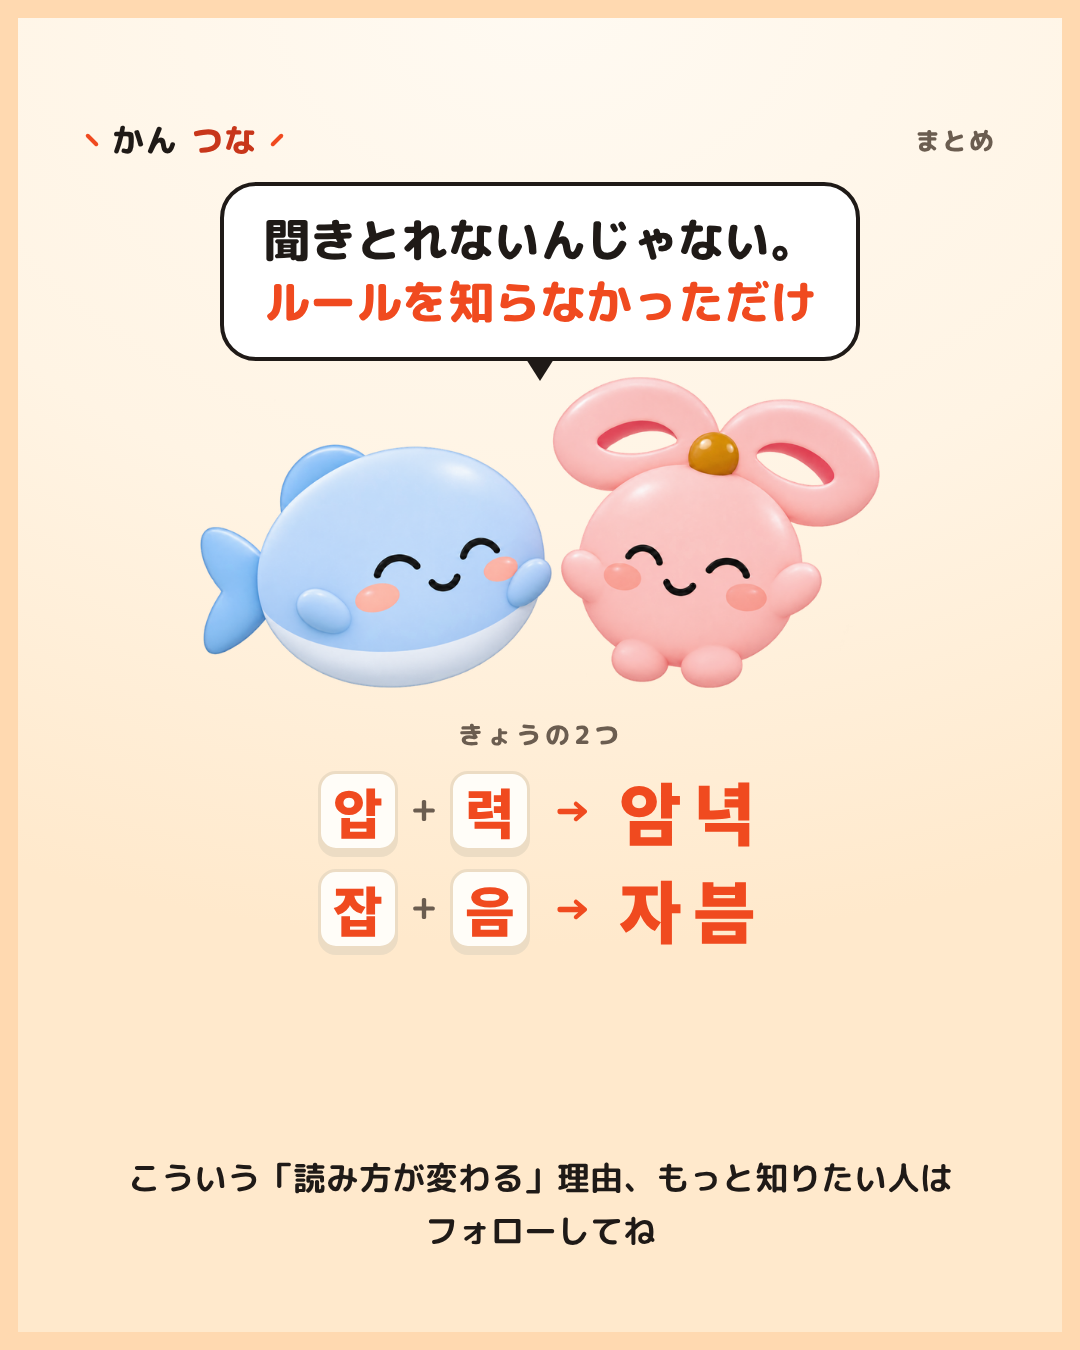 かん つな
まとめ
聞きとれないんじゃない。
ルールを知らなかっただけ
きょうの2つ
압 + 력 → 암녁
잡 + 음 → 자븜
こういう「読み方が変わる」理由、もっと知りたい人は
フォローしてね